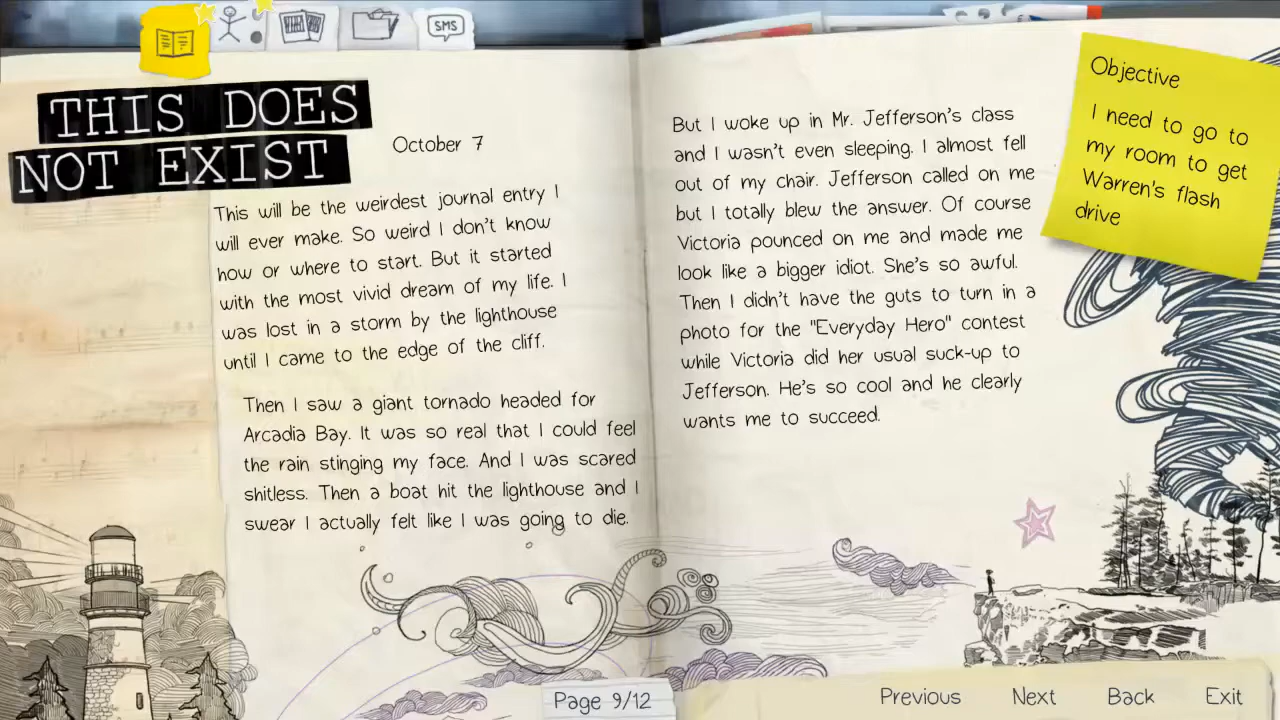 SMS
THIS DOES
NOT EXIST
October 7
This will be the weirdest journal entry I
will ever make. So weird I don't know
how or where to start. But it started
with the most vivid dream of my life. I
was lost in a storm by the lighthouse
until I came to the edge of the cliff.
Then I saw a giant tornado headed for
Arcadia Bay. It was so real that I could feel
the rain stinging my face. And I was scared
shitless. Then a boat hit the lighthouse and I
swear I actually felt like I was going to die.
But I woke up in Mr. Jefferson's class
and I wasn't even sleeping. I almost fell
out of my chair. Jefferson called on me
but I totally blew the answer. Of course
Victoria pounced on me and made me
look like a bigger idiot. She's so awful.
Then I didn't have the guts to turn in a
photo for the "Everyday Hero" contest
while Victoria did her usual suck-up to
Jefferson. He's so cool and he clearly
wants me to succeed.
Objective
I need to go to
my room to get
Warren's flash
drive
Page 9/12
Previous
Next
Back
Exit